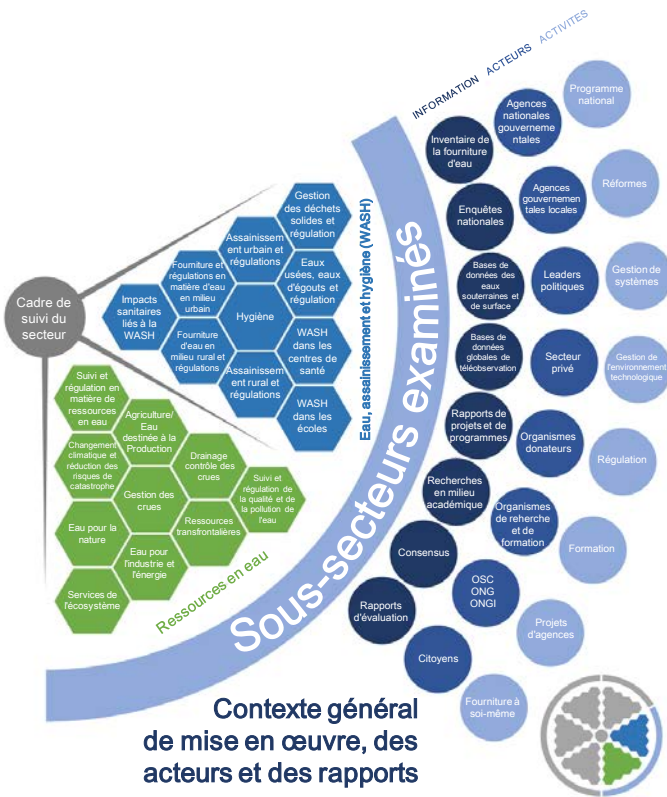 INFORMATION ACTEURS ACTIVITES
Programme
national
Agences
nationales
gouverneme
ntales
Inventaire de
la fourniture
d'eau
Réformes
Agences
gouvernemen
tales locales
Enquêtes
nationales
Gestion de
systèmes
Leaders
politiques
Bases de
données des
eaux
souterraines et
de surface
Gestion de
l'environnement
technologique
Secteur
privé
Bases de
données
globales de
téléobservation
Régulation
Organismes
donateurs
Rapports de
projets et de
programmes
Formation
Organismes
de reherche et
de
formation
Recherches
en milieu
académique
Projets
d'agences
OSC
ONG
ONGI
Consensus
Fourniture à
soi-même
Citoyens
Rapports
d'évaluation
Cadre de
suivi du
secteur
Gestion
des déchets
solides et
régulation
Assainissem
ent urbain et
régulations
Eaux
usées, eaux
d'égouts et
régulation
Fourniture et
régulations en
matière d'eau
en milieu
urbain
Impacts
sanitaires
liés à la
WASH
Hygiène
WASH
dans les
centres de
santé
Fourniture
d'eau en
milieu rural et
régulations
Assainissem
ent rural et
régulations
WASH
dans les
écoles
Eau, assainissement et hygiène (WASH)
Suivi et
régulation en
matière de
ressources
en eau
Agriculture/
Eau
destinée à la
Production
Changement
climatique et
réduction des
risques de
catastrophe
Drainage
contrôle des
crues
Gestion des
crues
Suivi et
régulation de
la qualité et de
la pollution de
l'eau
Eau pour la
nature
Ressources
transfrontalières
Eau pour
l'industrie et
l'énergie
Services de
l'écosystème
Ressources en eau
Sous-secteurs examinés
Contexte général
de mise en œuvre, des
acteurs et des rapports